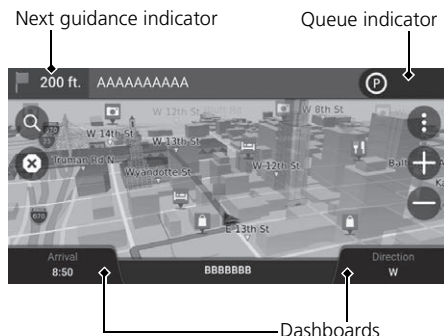 Next guidance indicator
Queue indicator
200 ft.
AAAAAAAAAA
P
W 12th St
W 8th St
W 14th St
W 13th St
Truman Rd N
Wyandotte St
W 12th St
E 13th St
670
Arrival
8:50
BBBBBBB
Direction
W
Dashboards